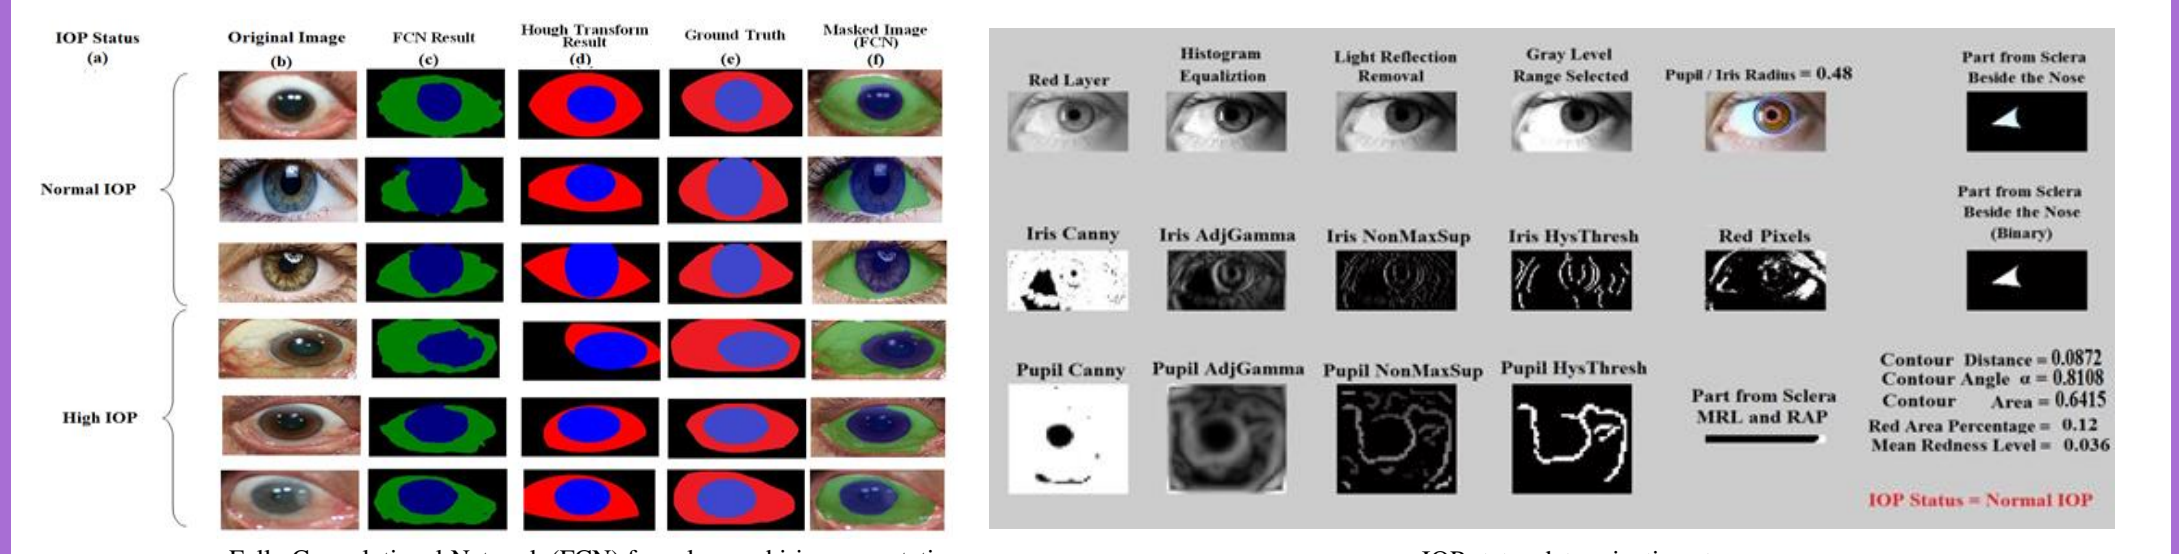 IOP Status
(a)
Original Image
(b)
FCN Result
(c)
Hough Transform
Result
(d)
Ground Truth
(e)
Masked Image
(FCN)
(f)
Normal IOP
High IOP
Red Layer
Histogram
Equaliztion
Light Reflection
Removal
Gray Level
Range Selected
Pupil / Iris Radius = 0.48
Part from Sclera
Beside the Nose
Iris Canny
Iris AdjGamma
Iris NonMaxSup
Iris HysThresh
Red Pixels
Part from Sclera
Beside the Nose
(Binary)
Pupil Canny
Pupil AdjGamma
Pupil NonMaxSup
Pupil HysThresh
Part from Sclera
MRL and RAP
Contour Distance = 0.0872
Contour Angle α = 0.8108
Contour Area = 0.6415
Red Area Percentage = 0.12
Mean Redness Level = 0.036
IOP Status = Normal IOP